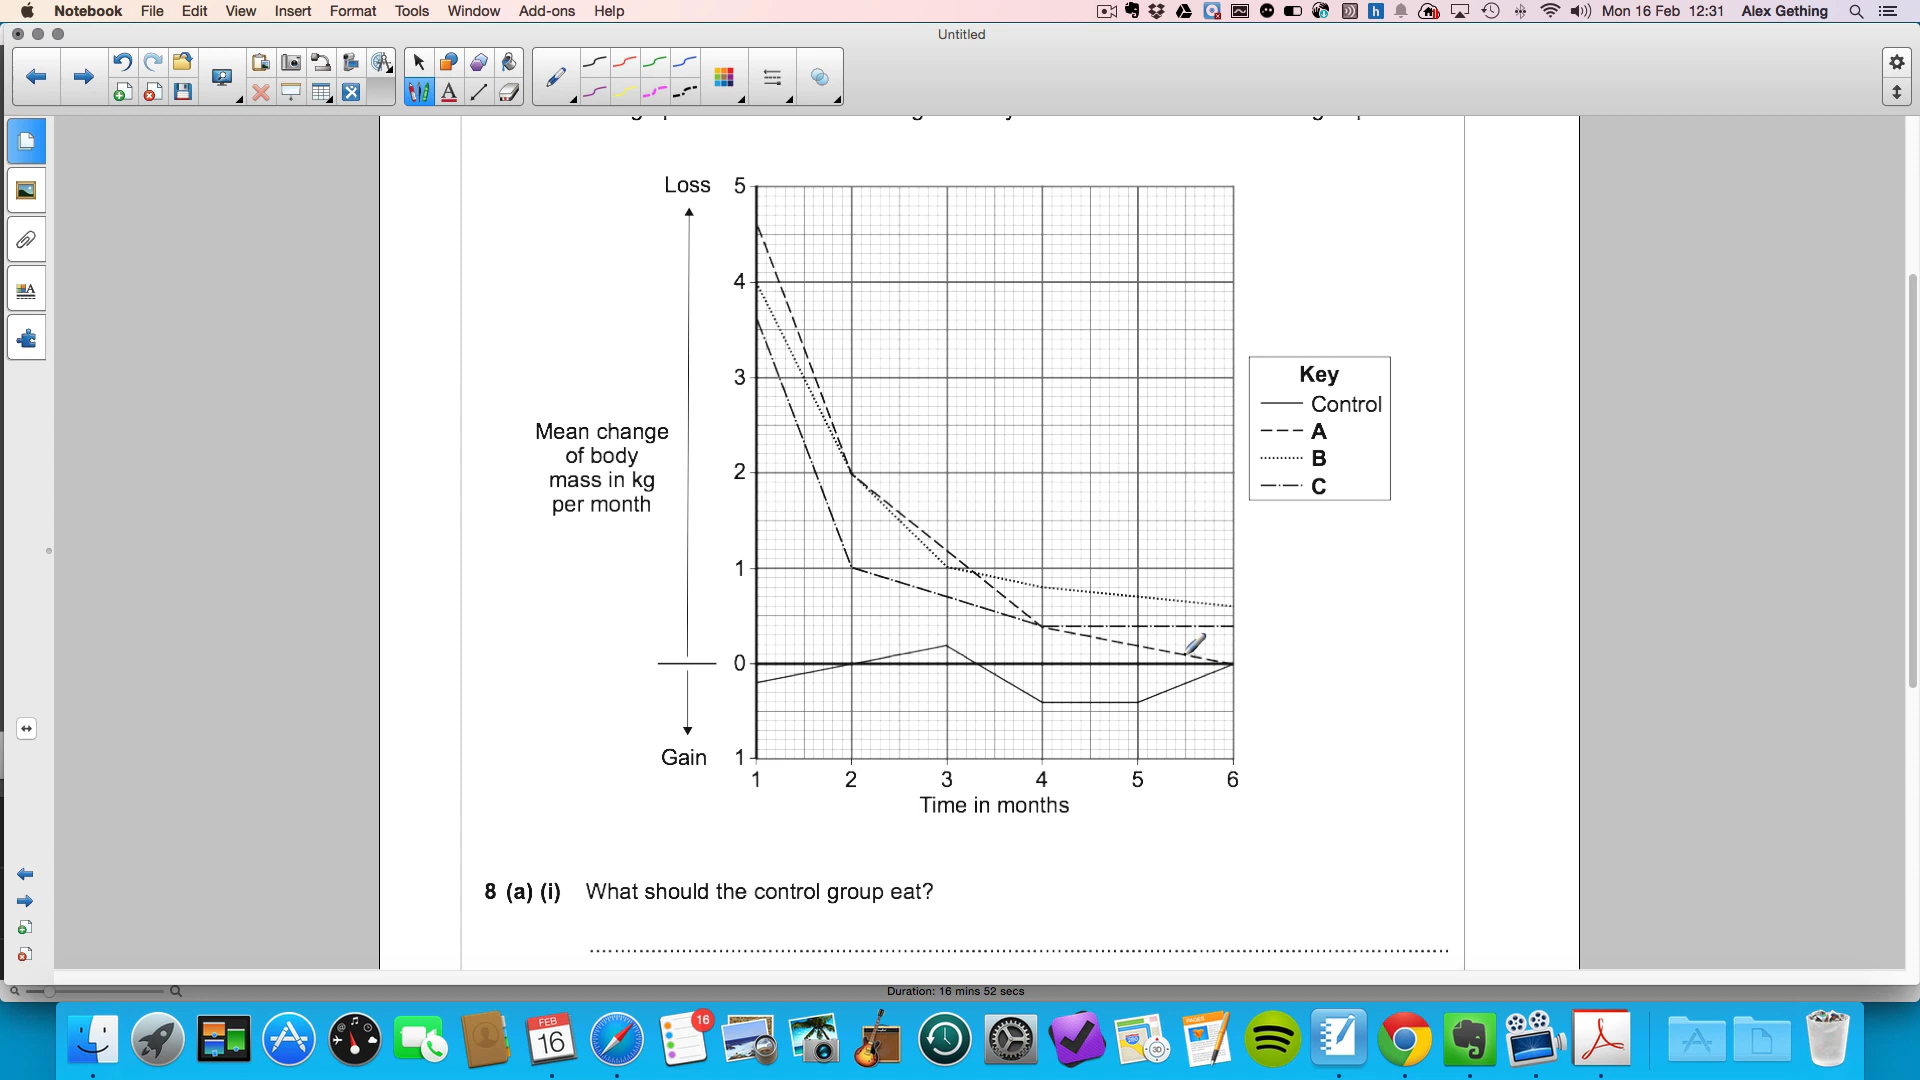 Notebook File Edit View Insert Format Tools Window Add-ons Help Mon 16 Feb 12:31 Alex Gething
Untitled
Loss 5
4
3
2
1
0
Gain 1
Mean change
of body
mass in kg
per month
1 2 3 4 5 6
Time in months
Key
Control
A
B
C
8 (a) (i) What should the control group eat?
Duration: 16 mins 52 secs
16
FEB
16
3D
PAGES